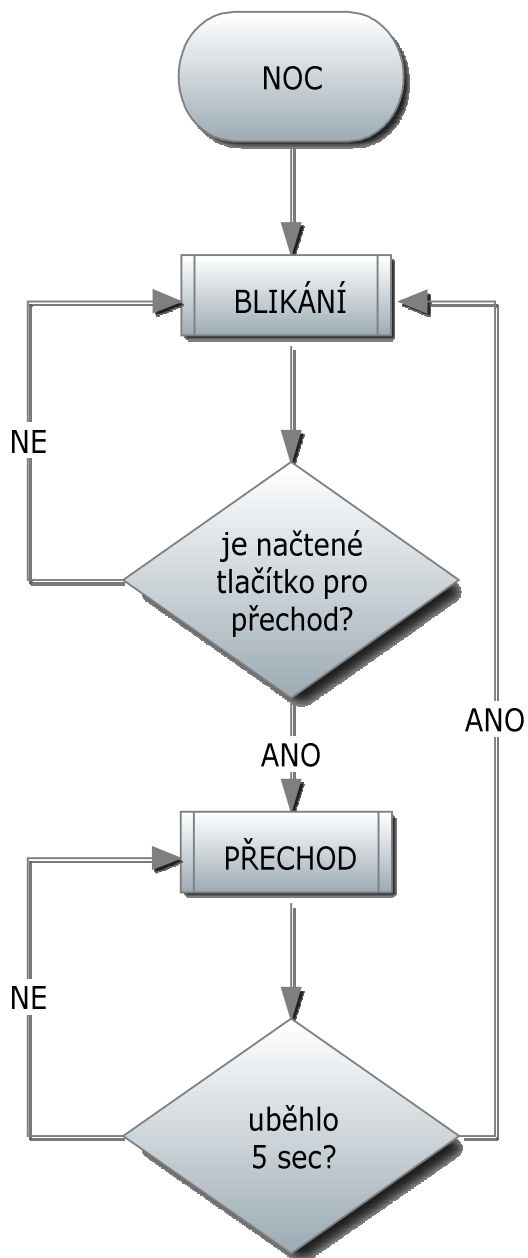 NOC
BLIKÁNÍ
NE
je načtené
tlačítko pro
přechod?
ANO
ANO
PŘECHOD
NE
uběhlo
5 sec?